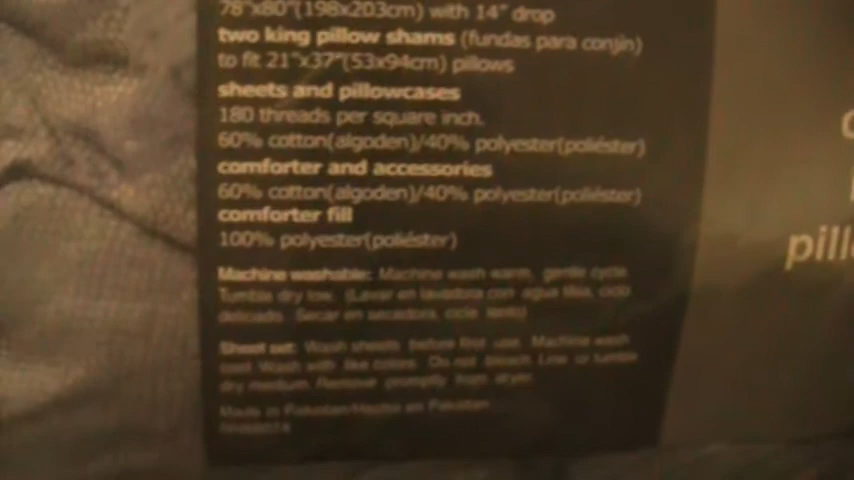 78"x80"(198x203cm) with 14" drop
two king pillow shams (fundas para conjin)
to fit 21"x37"(53x94cm) pillows
sheets and pillowcases
180 threads per square inch.
60% cotton(algoden)/40% polyester(poliéster)
comforter and accessories
60% cotton(algoden)/40% polyester(poliéster)
comforter fill
100% polyester(poliéster)
Machine washable: Machine wash warm, gentle cycle.
Tumble dry low. (Lavar en lavadora con agua tibia, ciclo
delicado. Secar en secadora, ciclo lento)
Sheet set: Wash sheets before first use. Machine wash
cool. Wash with like colors. Do not bleach. Line or tumble
dry medium. Remove promptly from dryer.
Made in Pakistan/Hecho en Pakistan
pill